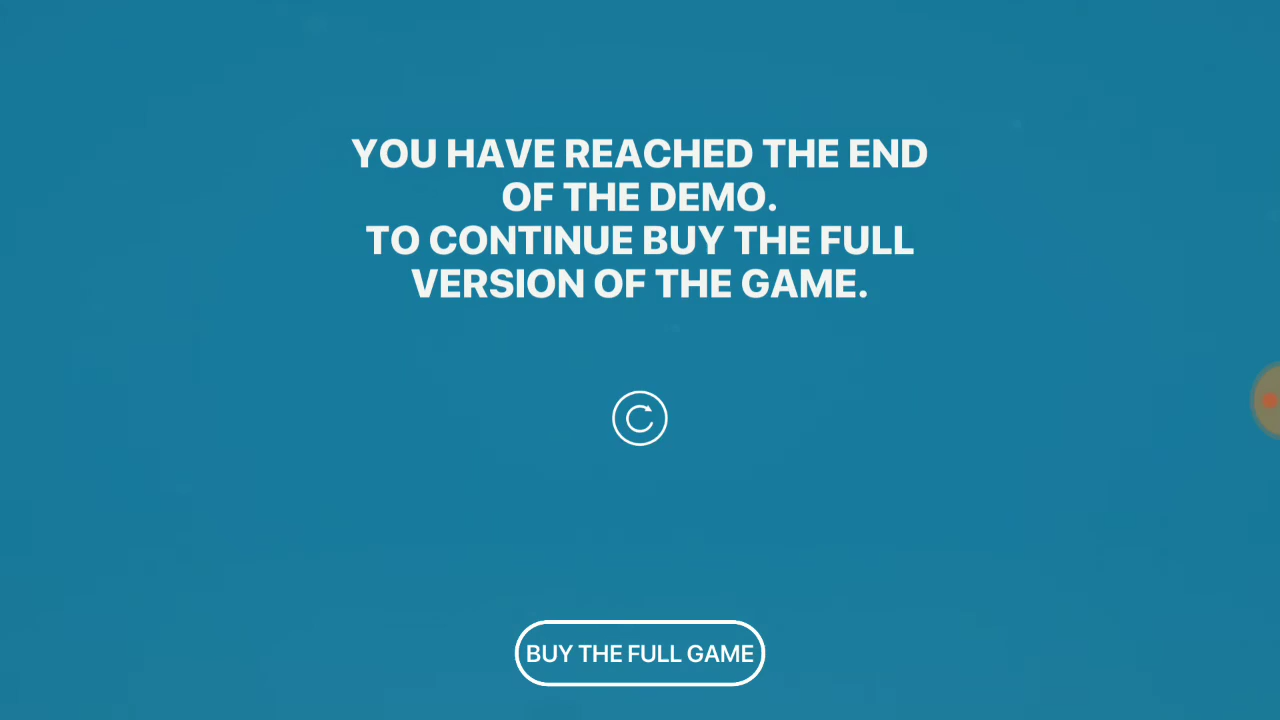 YOU HAVE REACHED THE END
OF THE DEMO.
TO CONTINUE BUY THE FULL
VERSION OF THE GAME.
BUY THE FULL GAME